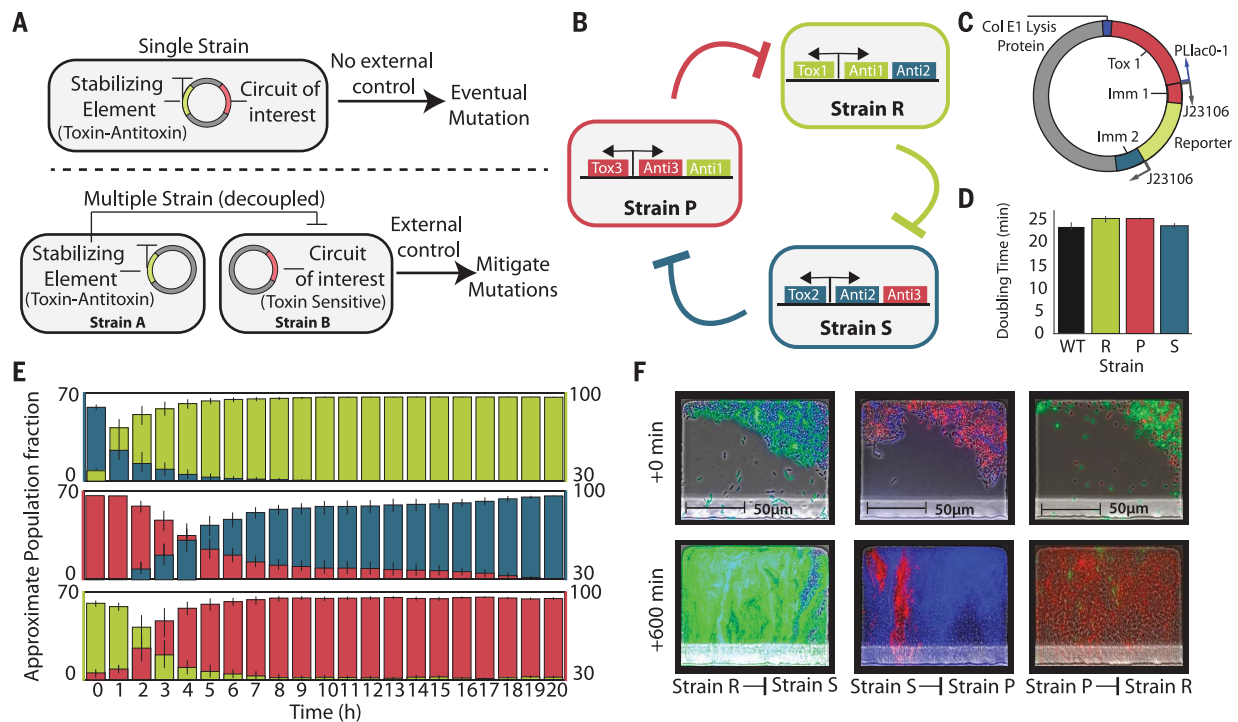 A
Single Strain
Stabilizing
Element
(Toxin-Antitoxin)
Circuit of
interest
No external
control
Eventual
Mutation
Multiple Strain (decoupled)
Stabilizing
Element
(Toxin-Antitoxin)
Strain A
Circuit
of interest
(Toxin Sensitive)
Strain B
External
control
Mitigate
Mutations
B
Tox1 Anti1 Anti2
Strain R
Tox3 Anti3 Anti1
Strain P
Tox2 Anti2 Anti3
Strain S
C
Col E1 Lysis
Protein
PLlac0-1
Tox 1
Imm 1
J23106
Imm 2
Reporter
J23106
D
Doubling Time (min)
25
20
15
10
5
0
WT R P S
Strain
E
Approximate Population fraction
70 100
0 30
70 100
0 30
70 100
0 30
0 1 2 3 4 5 6 7 8 9 10 11 12 13 14 15 16 17 18 19 20
Time (h)
F
+0 min
50µm 50µm 50µm
+600 min
Strain R Strain S Strain S Strain P Strain P Strain R